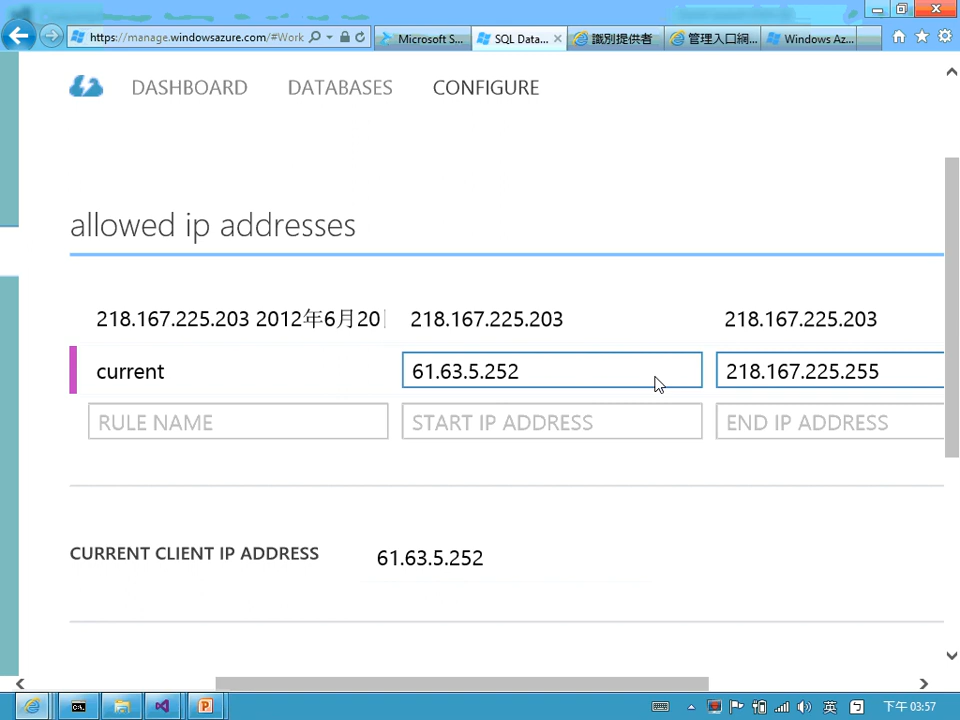 https://manage.windowsazure.com/#Work
Microsoft S...
SQL Data...
識別提供者
管理入口網...
Windows Az...
DASHBOARD DATABASES CONFIGURE
allowed ip addresses
218.167.225.203 2012年6月20 218.167.225.203 218.167.225.203
current 61.63.5.252 218.167.225.255
RULE NAME START IP ADDRESS END IP ADDRESS
CURRENT CLIENT IP ADDRESS 61.63.5.252
英 下午 03:57